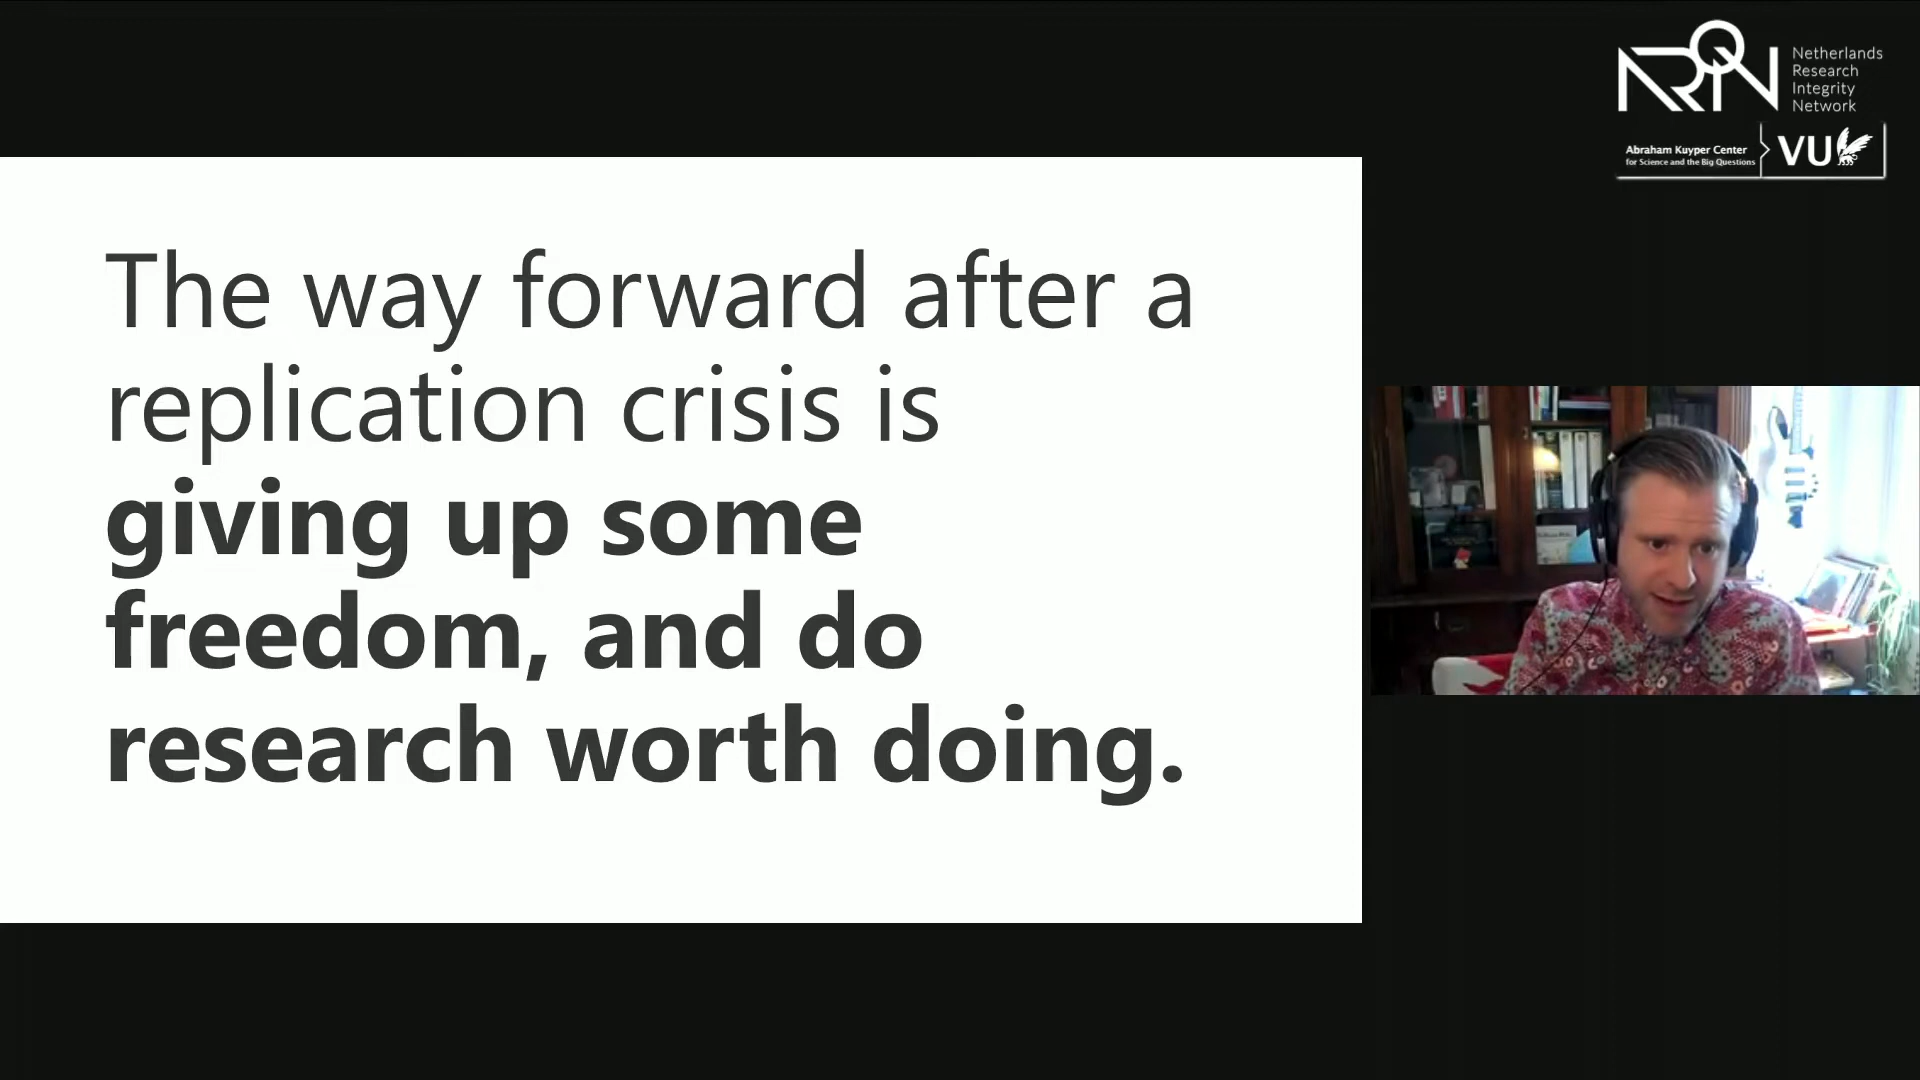 The way forward after a
replication crisis is
giving up some
freedom, and do
research worth doing.
NRIN
Netherlands
Research
Integrity
Network
Abraham Kuyper Center
for Science and the Big Questions
VU